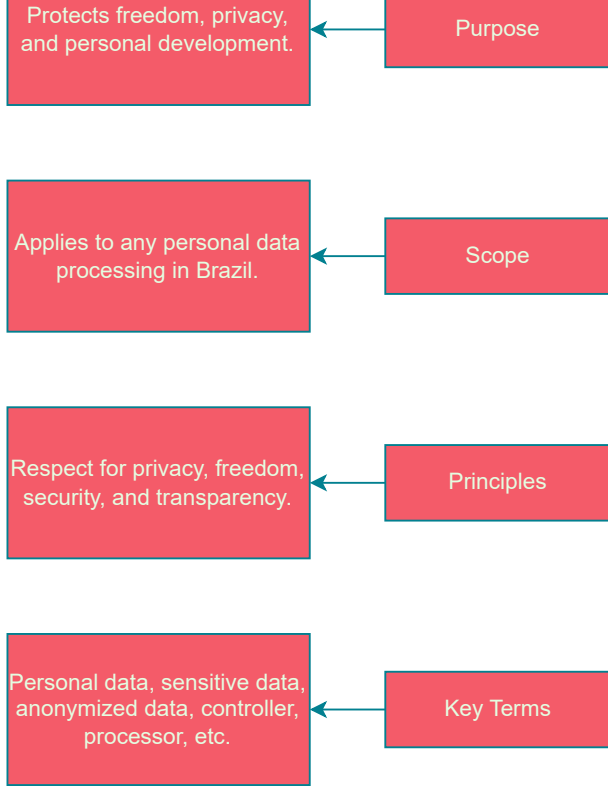 Protects freedom, privacy,
and personal development.
Purpose
Applies to any personal data
processing in Brazil.
Scope
Respect for privacy, freedom,
security, and transparency.
Principles
Personal data, sensitive data,
anonymized data, controller,
processor, etc.
Key Terms